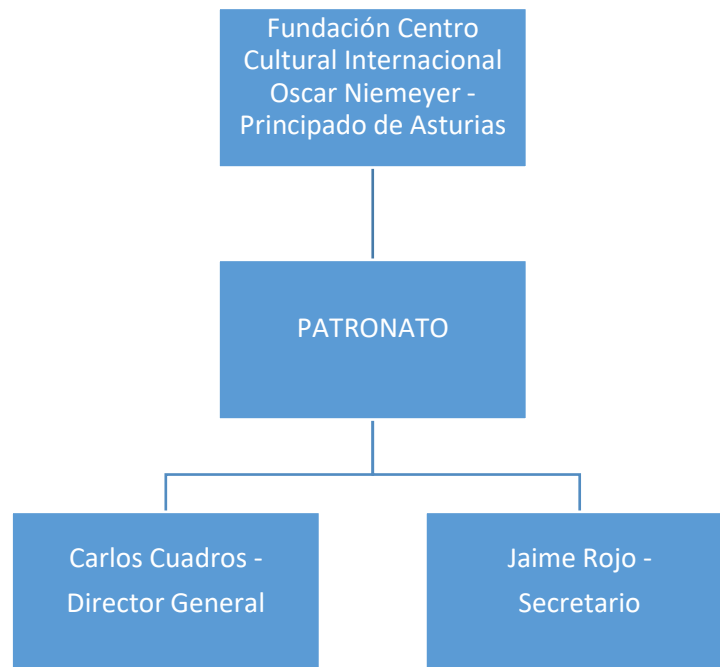 Fundación Centro
Cultural Internacional
Oscar Niemeyer -
Principado de Asturias
PATRONATO
Carlos Cuadros -
Director General
Jaime Rojo -
Secretario